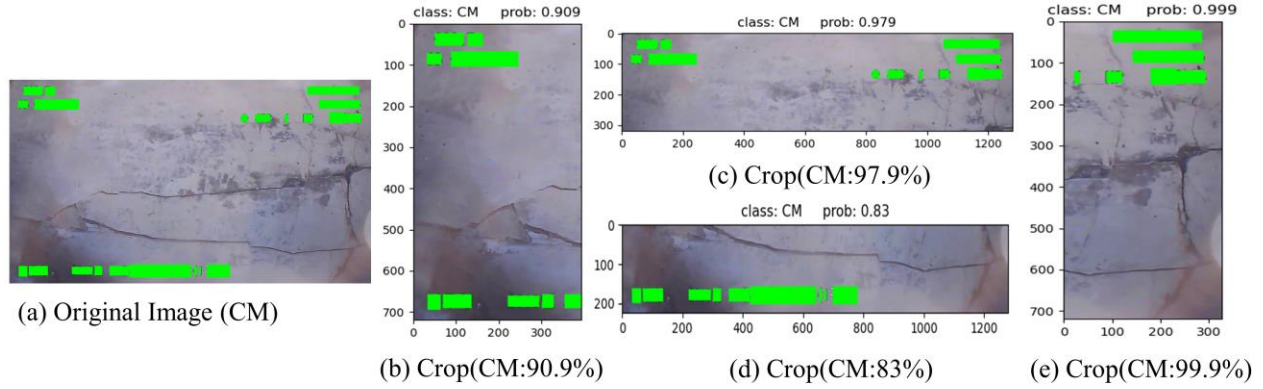 class: CM prob: 0.909
0
100
200
300
400
500
600
700
0 100 200 300
class: CM prob: 0.979
0
100
200
300
0 200 400 600 800 1000 1200
(c) Crop(CM:97.9%)
class: CM prob: 0.83
0
100
200
0 200 400 600 800 1000 1200
class: CM prob: 0.999
0
100
200
300
400
500
600
700
0 100 200 300
(a) Original Image (CM)
(b) Crop(CM:90.9%)
(d) Crop(CM:83%)
(e) Crop(CM:99.9%)